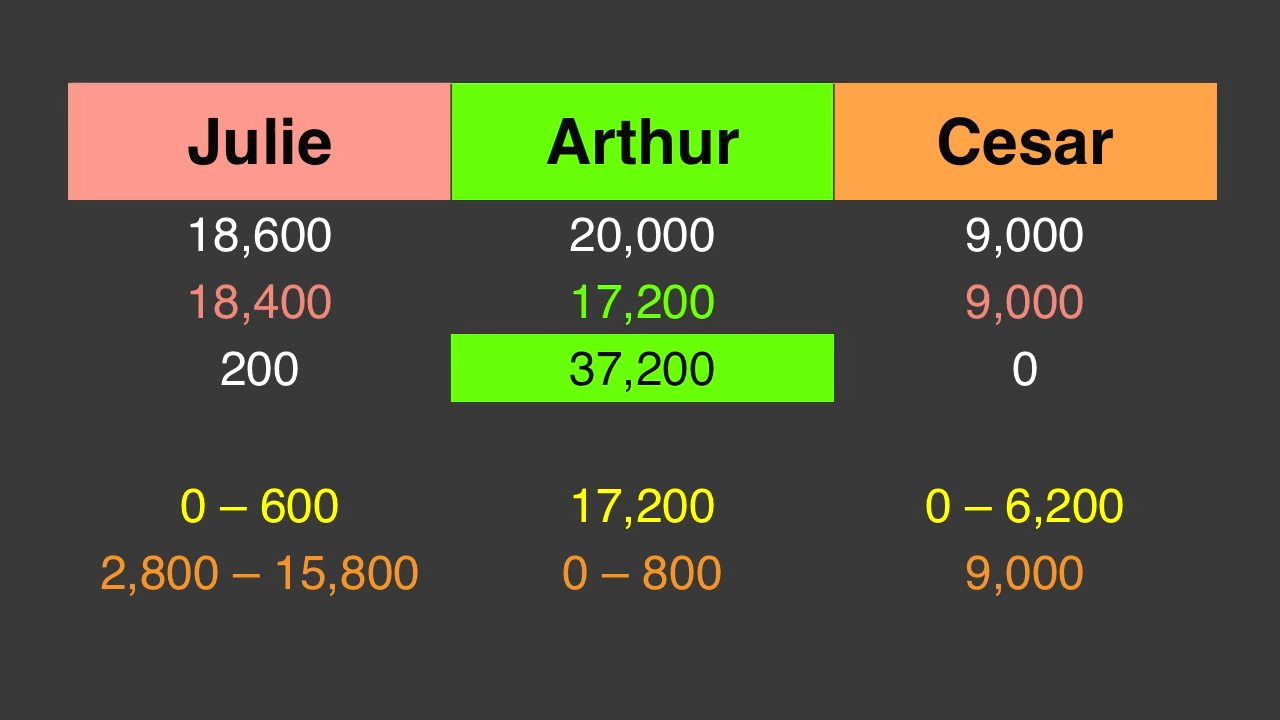 Julie Arthur Cesar
18,600 20,000 9,000
18,400 17,200 9,000
200 37,200 0
0 – 600 17,200 0 – 6,200
2,800 – 15,800 0 – 800 9,000